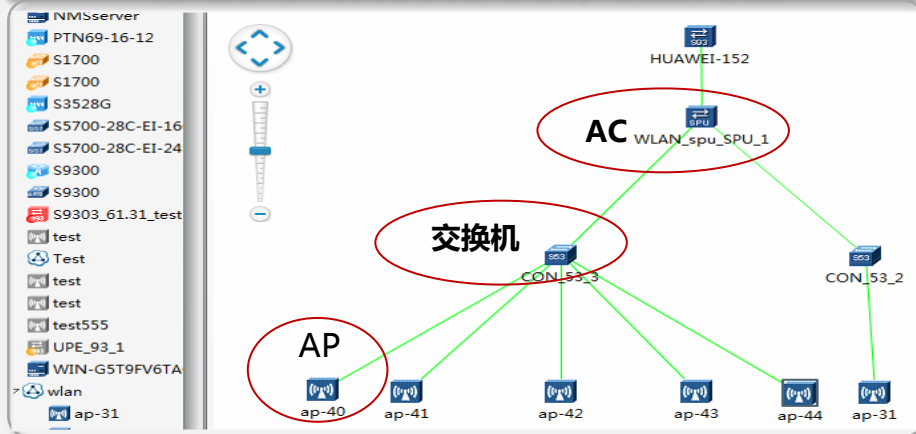 NMSserver
PTN69-16-12
S1700
S1700
S3528G
S5700-28C-EI-16
S5700-28C-EI-24
S9300
S9300
S9303_61.31_test
test
Test
test
test
test555
UPE_93_1
WIN-G5T9FV6TA
wlan
ap-31
HUAWEI-152
AC
SPU
WLAN_spu_SPU_1
交换机
S53
CON_53_3
S53
CON_53_2
AP
ap-40
ap-41
ap-42
ap-43
ap-44
ap-31